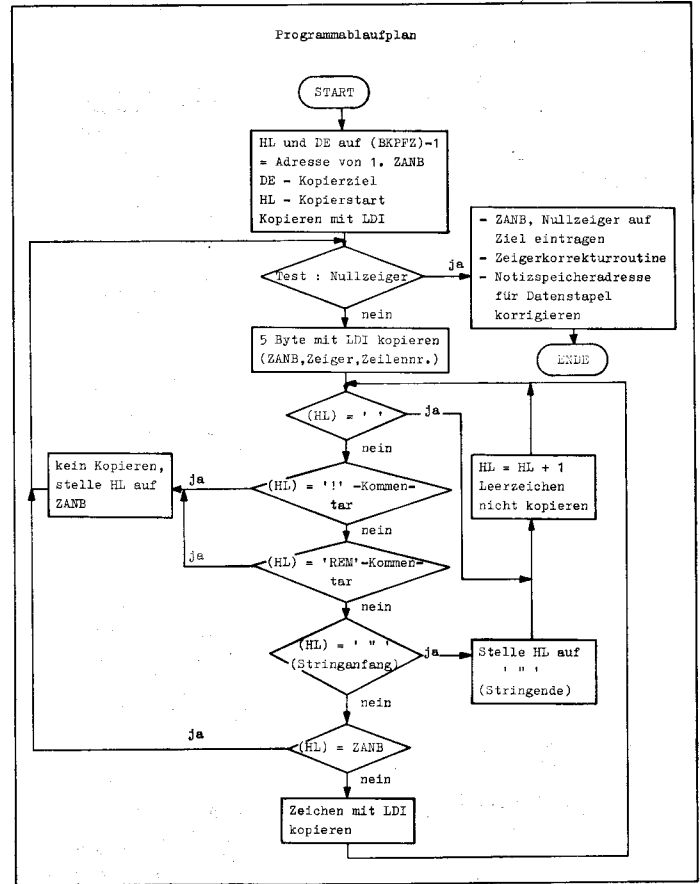 Programmablaufplan
START
HL und DE auf (BKPFZ)-1
= Adresse von 1. ZANB
DE - Kopierziel
HL - Kopierstart
Kopieren mit LDI
Test : Nullzeiger
ja
- ZANB, Nullzeiger auf
Ziel eintragen
- Zeigerkorrekturroutine
- Notizspeicheradresse
für Datenstapel
korrigieren
ENDE
nein
5 Byte mit LDI kopieren
(ZANB,Zeiger,Zeilennr.)
(HL) = ' '
ja
nein
HL = HL + 1
Leerzeichen
nicht kopieren
kein Kopieren,
stelle HL auf
ZANB
ja
(HL) = '!' -Kommen-
tar
nein
ja
(HL) = 'REM'-Kommen-
tar
nein
(HL) = ' " '
(Stringanfang)
ja
Stelle HL auf
' " '
(Stringende)
nein
ja
(HL) = ZANB
nein
Zeichen mit LDI
kopieren